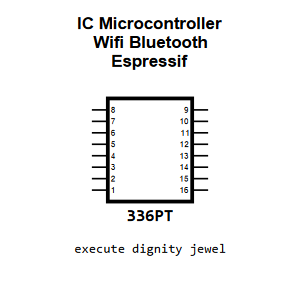 IC Microcontroller
Wifi Bluetooth
Espressif
8 9
7 10
6 11
5 12
4 13
3 14
2 15
1 16
336PT
execute dignity jewel